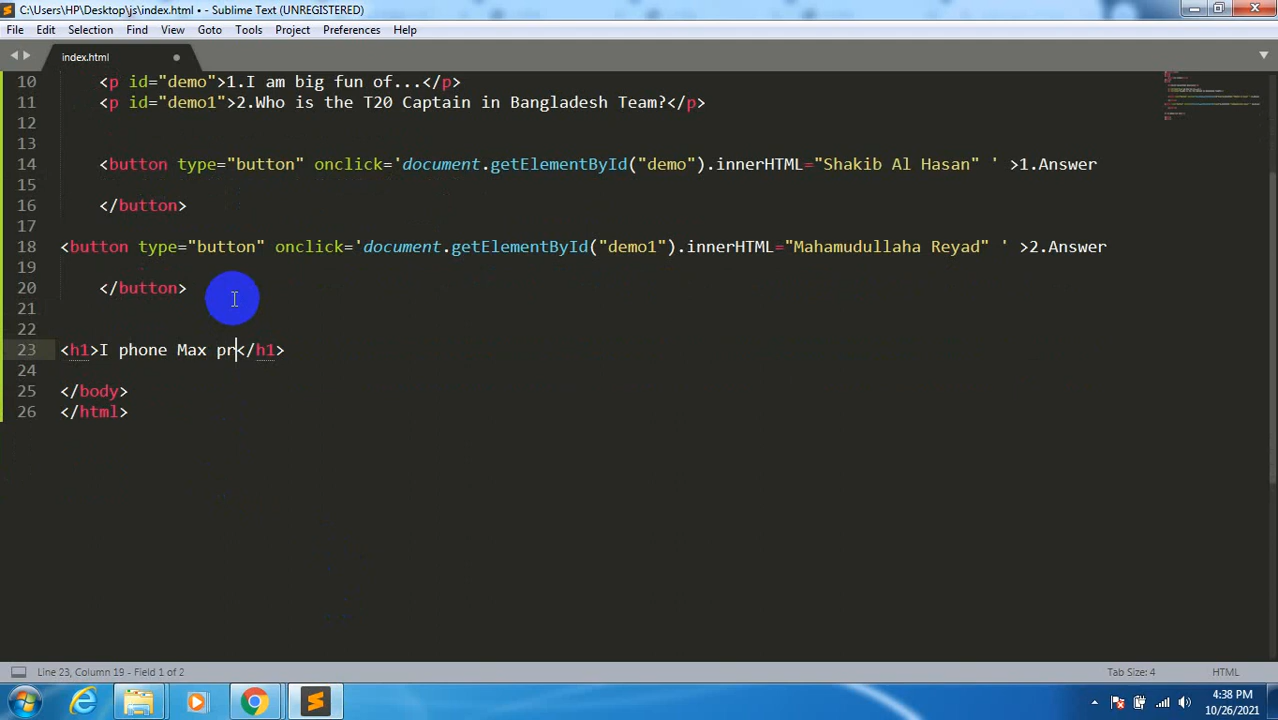 C:\Users\HP\Desktop\js\index.html • - Sublime Text (UNREGISTERED)
File Edit Selection Find View Goto Tools Project Preferences Help
index.html
10 <p id="demo">1.I am big fun of...</p>
11 <p id="demo1">2.Who is the T20 Captain in Bangladesh Team?</p>
12
13
14 <button type="button" onclick='document.getElementById("demo").innerHTML="Shakib Al Hasan" ' >1.Answer
15
16 </button>
17
18 <button type="button" onclick='document.getElementById("demo1").innerHTML="Mahamudullaha Reyad" ' >2.Answer
19
20 </button>
21
22
23 <h1>I phone Max pr</h1>
24
25 </body>
26 </html>
Line 23, Column 19 - Field 1 of 2 Tab Size: 4 HTML
4:38 PM
10/26/2021